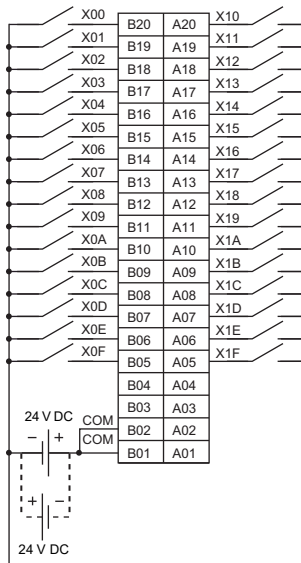 X00 B20 A20 X10
X01 B19 A19 X11
X02 B18 A18 X12
X03 B17 A17 X13
X04 B16 A16 X14
X05 B15 A15 X15
X06 B14 A14 X16
X07 B13 A13 X17
X08 B12 A12 X18
X09 B11 A11 X19
X0A B10 A10 X1A
X0B B09 A09 X1B
X0C B08 A08 X1C
X0D B07 A07 X1D
X0E B06 A06 X1E
X0F B05 A05 X1F
B04 A04
B03 A03
24 V DC COM B02 A02
− + COM B01 A01
+ −
24 V DC